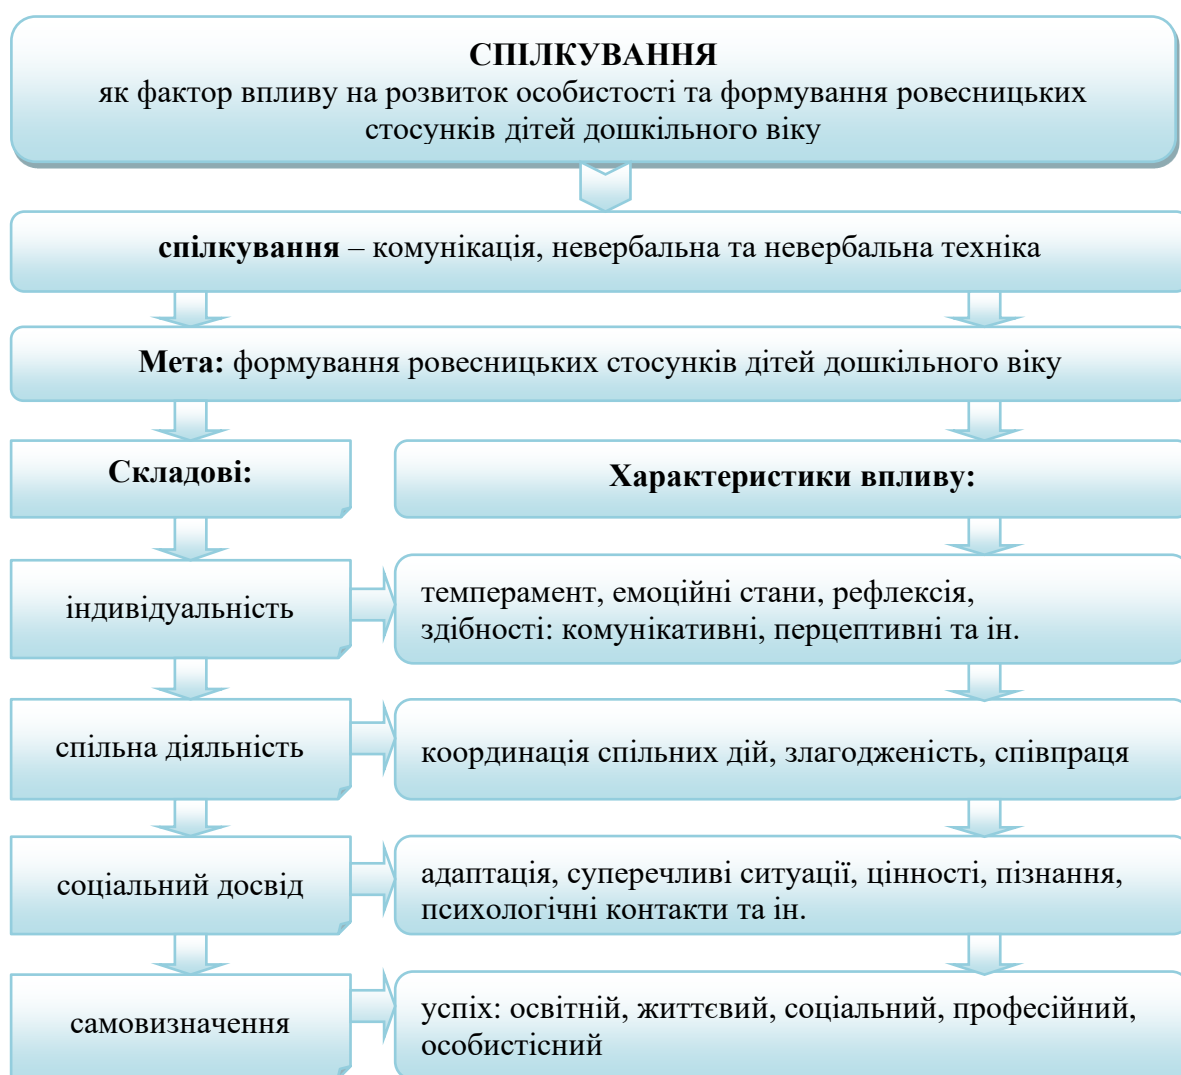 СПІЛКУВАННЯ
як фактор впливу на розвиток особистості та формування ровесницьких
стосунків дітей дошкільного віку
спілкування – комунікація, невербальна та невербальна техніка
Мета: формування ровесницьких стосунків дітей дошкільного віку
Складові:
Характеристики впливу:
індивідуальність
темперамент, емоційні стани, рефлексія,
здібності: комунікативні, перцептивні та ін.
спільна діяльність
координація спільних дій, злагодженість, співпраця
соціальний досвід
адаптація, суперечливі ситуації, цінності, пізнання,
психологічні контакти та ін.
самовизначення
успіх: освітній, життєвий, соціальний, професійний,
особистісний